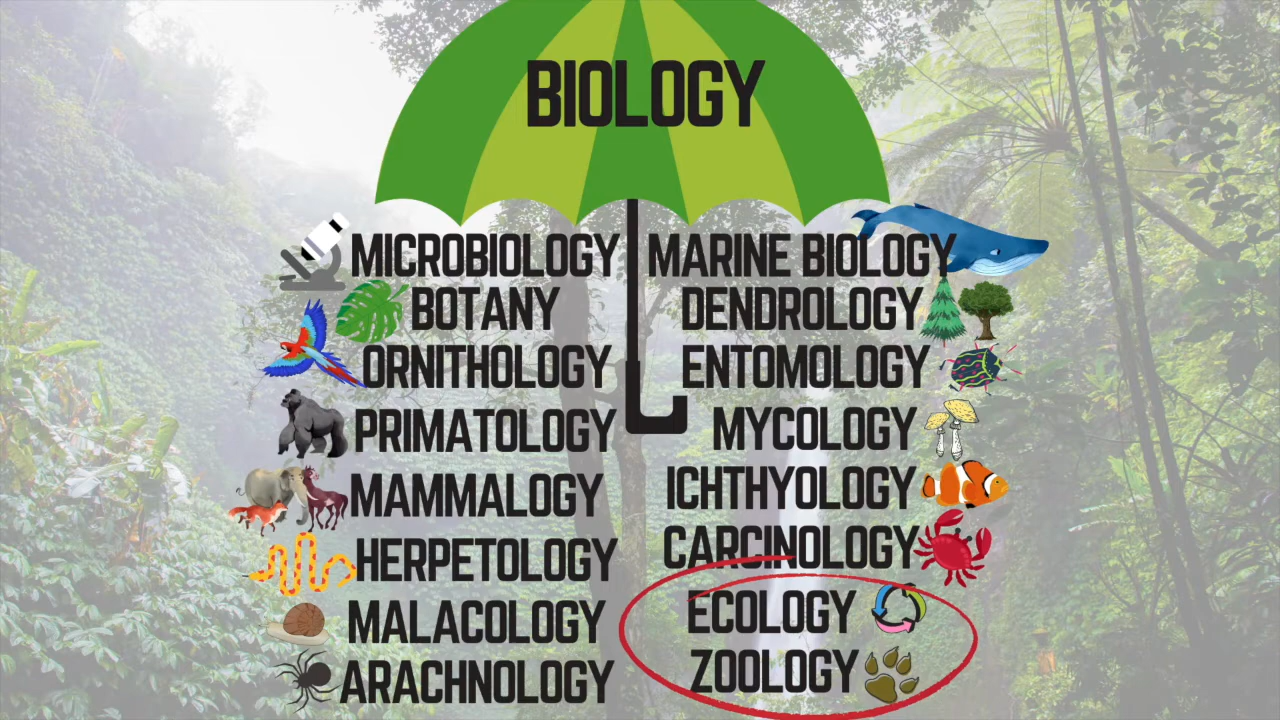 BIOLOGY
MICROBIOLOGY
BOTANY
ORNITHOLOGY
PRIMATOLOGY
MAMMALOGY
HERPETOLOGY
MALACOLOGY
ARACHNOLOGY
MARINE BIOLOGY
DENDROLOGY
ENTOMOLOGY
MYCOLOGY
ICHTHYOLOGY
CARCINOLOGY
ECOLOGY
ZOOLOGY